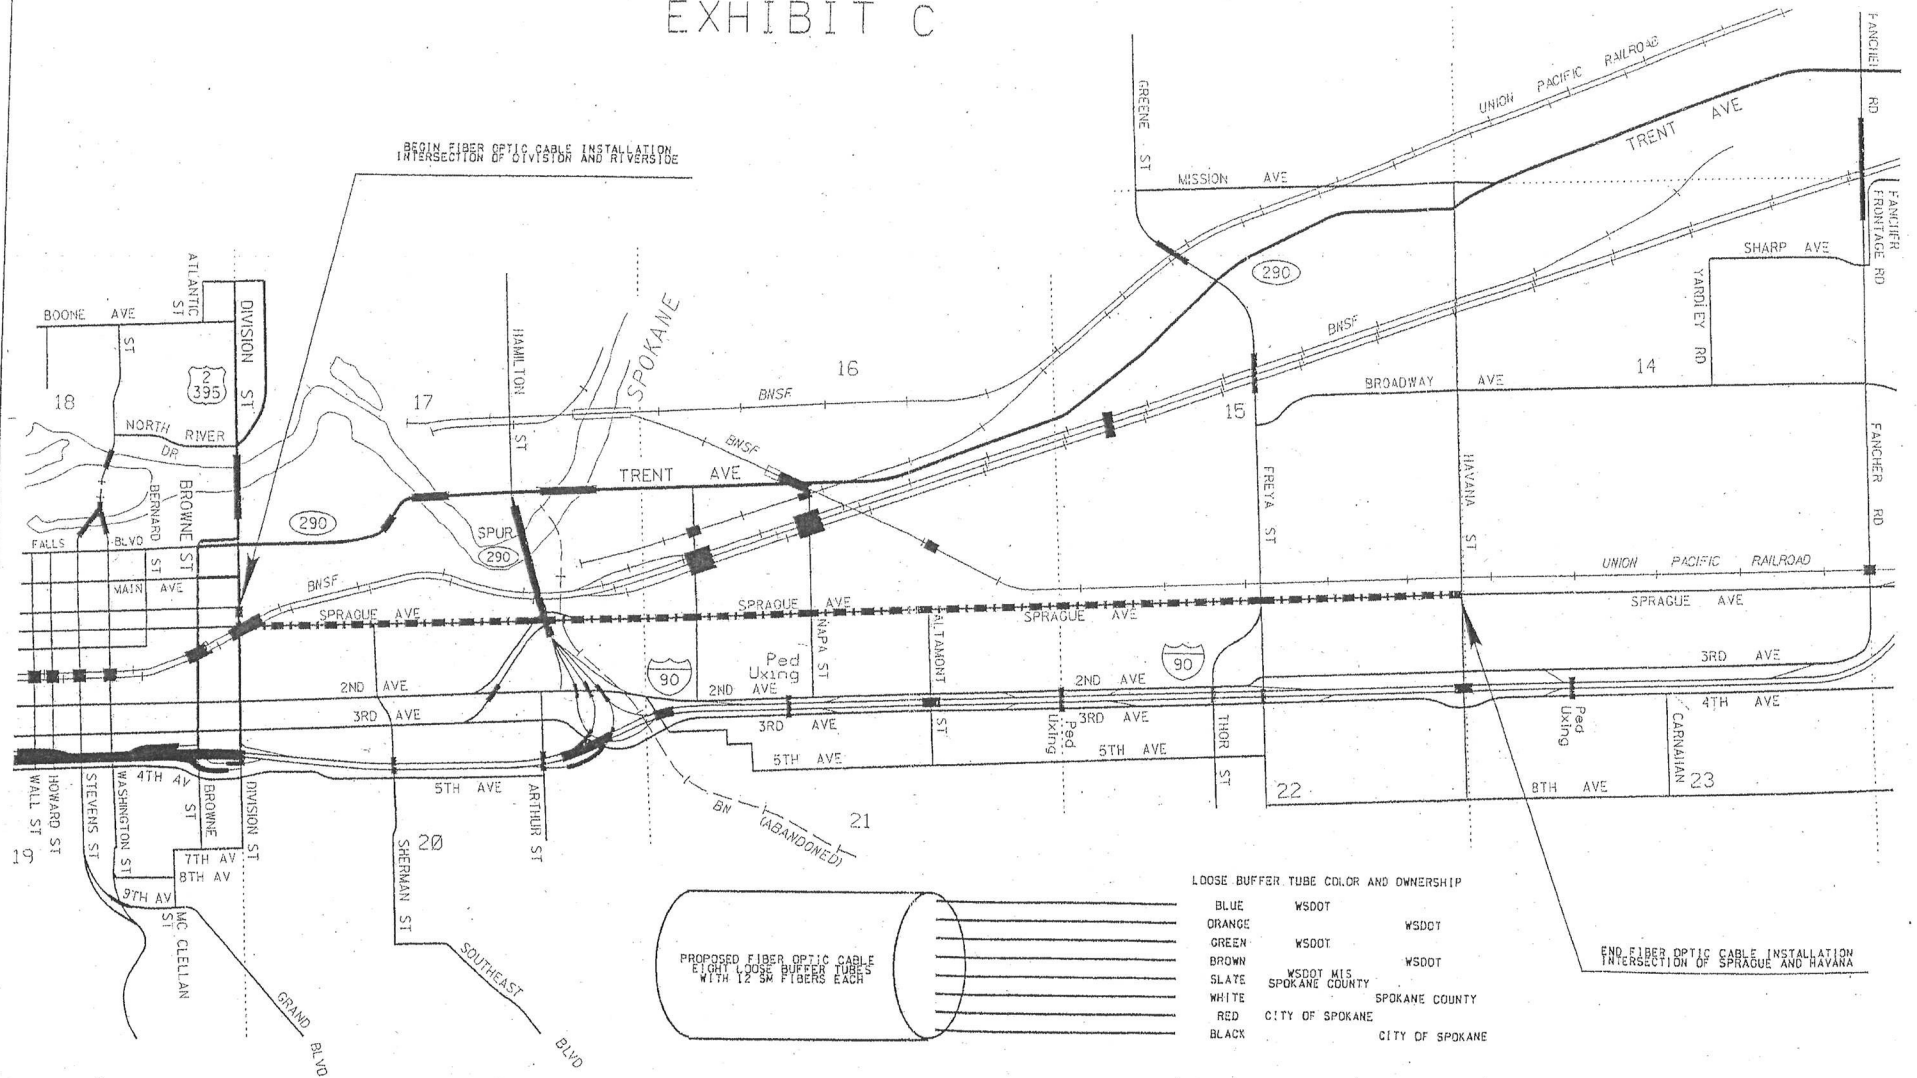 EXHIBIT C
BEGIN FIBER OPTIC CABLE INSTALLATION
INTERSECTION OF DIVISION AND RIVERSIDE
FANCHER RD
UNION PACIFIC RAILROAD
TRENT AVE
GREENE ST
MISSION AVE
FANCHER
FRONTAGE RD
SHARP AVE
YARDLEY RD
290
ATLANTIC
ST
BOONE AVE
ST
DIVISION ST
2
395
HAMILTON ST
SPOKANE
BNSF
18
17
16
15
14
BROADWAY AVE
BNSF
BNSF
NORTH RIVER
DR
BERNARD ST
BROWNE ST
TRENT AVE
FREYA ST
HAVANA ST
FANCHER RD
290
SPUR
290
FALLS BLVD
MAIN AVE
BNSF
SPRAGUE AVE
SPRAGUE AVE
SPRAGUE AVE
UNION PACIFIC RAILROAD
SPRAGUE AVE
NAPA ST
ALTAMONT ST
Ped
Uxing
90
90
2ND AVE
2ND AVE
2ND AVE
3RD AVE
3RD AVE
3RD AVE
3RD AVE
4TH AVE
Ped
Uxing
Ped
Uxing
THOR ST
CARNAHAN
5TH AVE
5TH AVE
5TH AVE
8TH AVE
4TH AV
WALL ST
HOWARD ST
STEVENS ST
WASHINGTON ST
BROWNE ST
DIVISION ST
ARTHUR ST
SHERMAN ST
BN (ABANDONED)
19
20
21
22
23
7TH AV
8TH AV
9TH AV
MC CLELLAN
ST
GRAND BLVD
SOUTHEAST BLVD
PROPOSED FIBER OPTIC CABLE
EIGHT LOOSE BUFFER TUBES
WITH 12 SM FIBERS EACH
LOOSE BUFFER TUBE COLOR AND OWNERSHIP
BLUE WSDOT
ORANGE WSDOT
GREEN WSDOT
BROWN WSDOT
SLATE WSDOT MIS
SPOKANE COUNTY
WHITE SPOKANE COUNTY
RED CITY OF SPOKANE
BLACK CITY OF SPOKANE
END FIBER OPTIC CABLE INSTALLATION
INTERSECTION OF SPRAGUE AND HAVANA